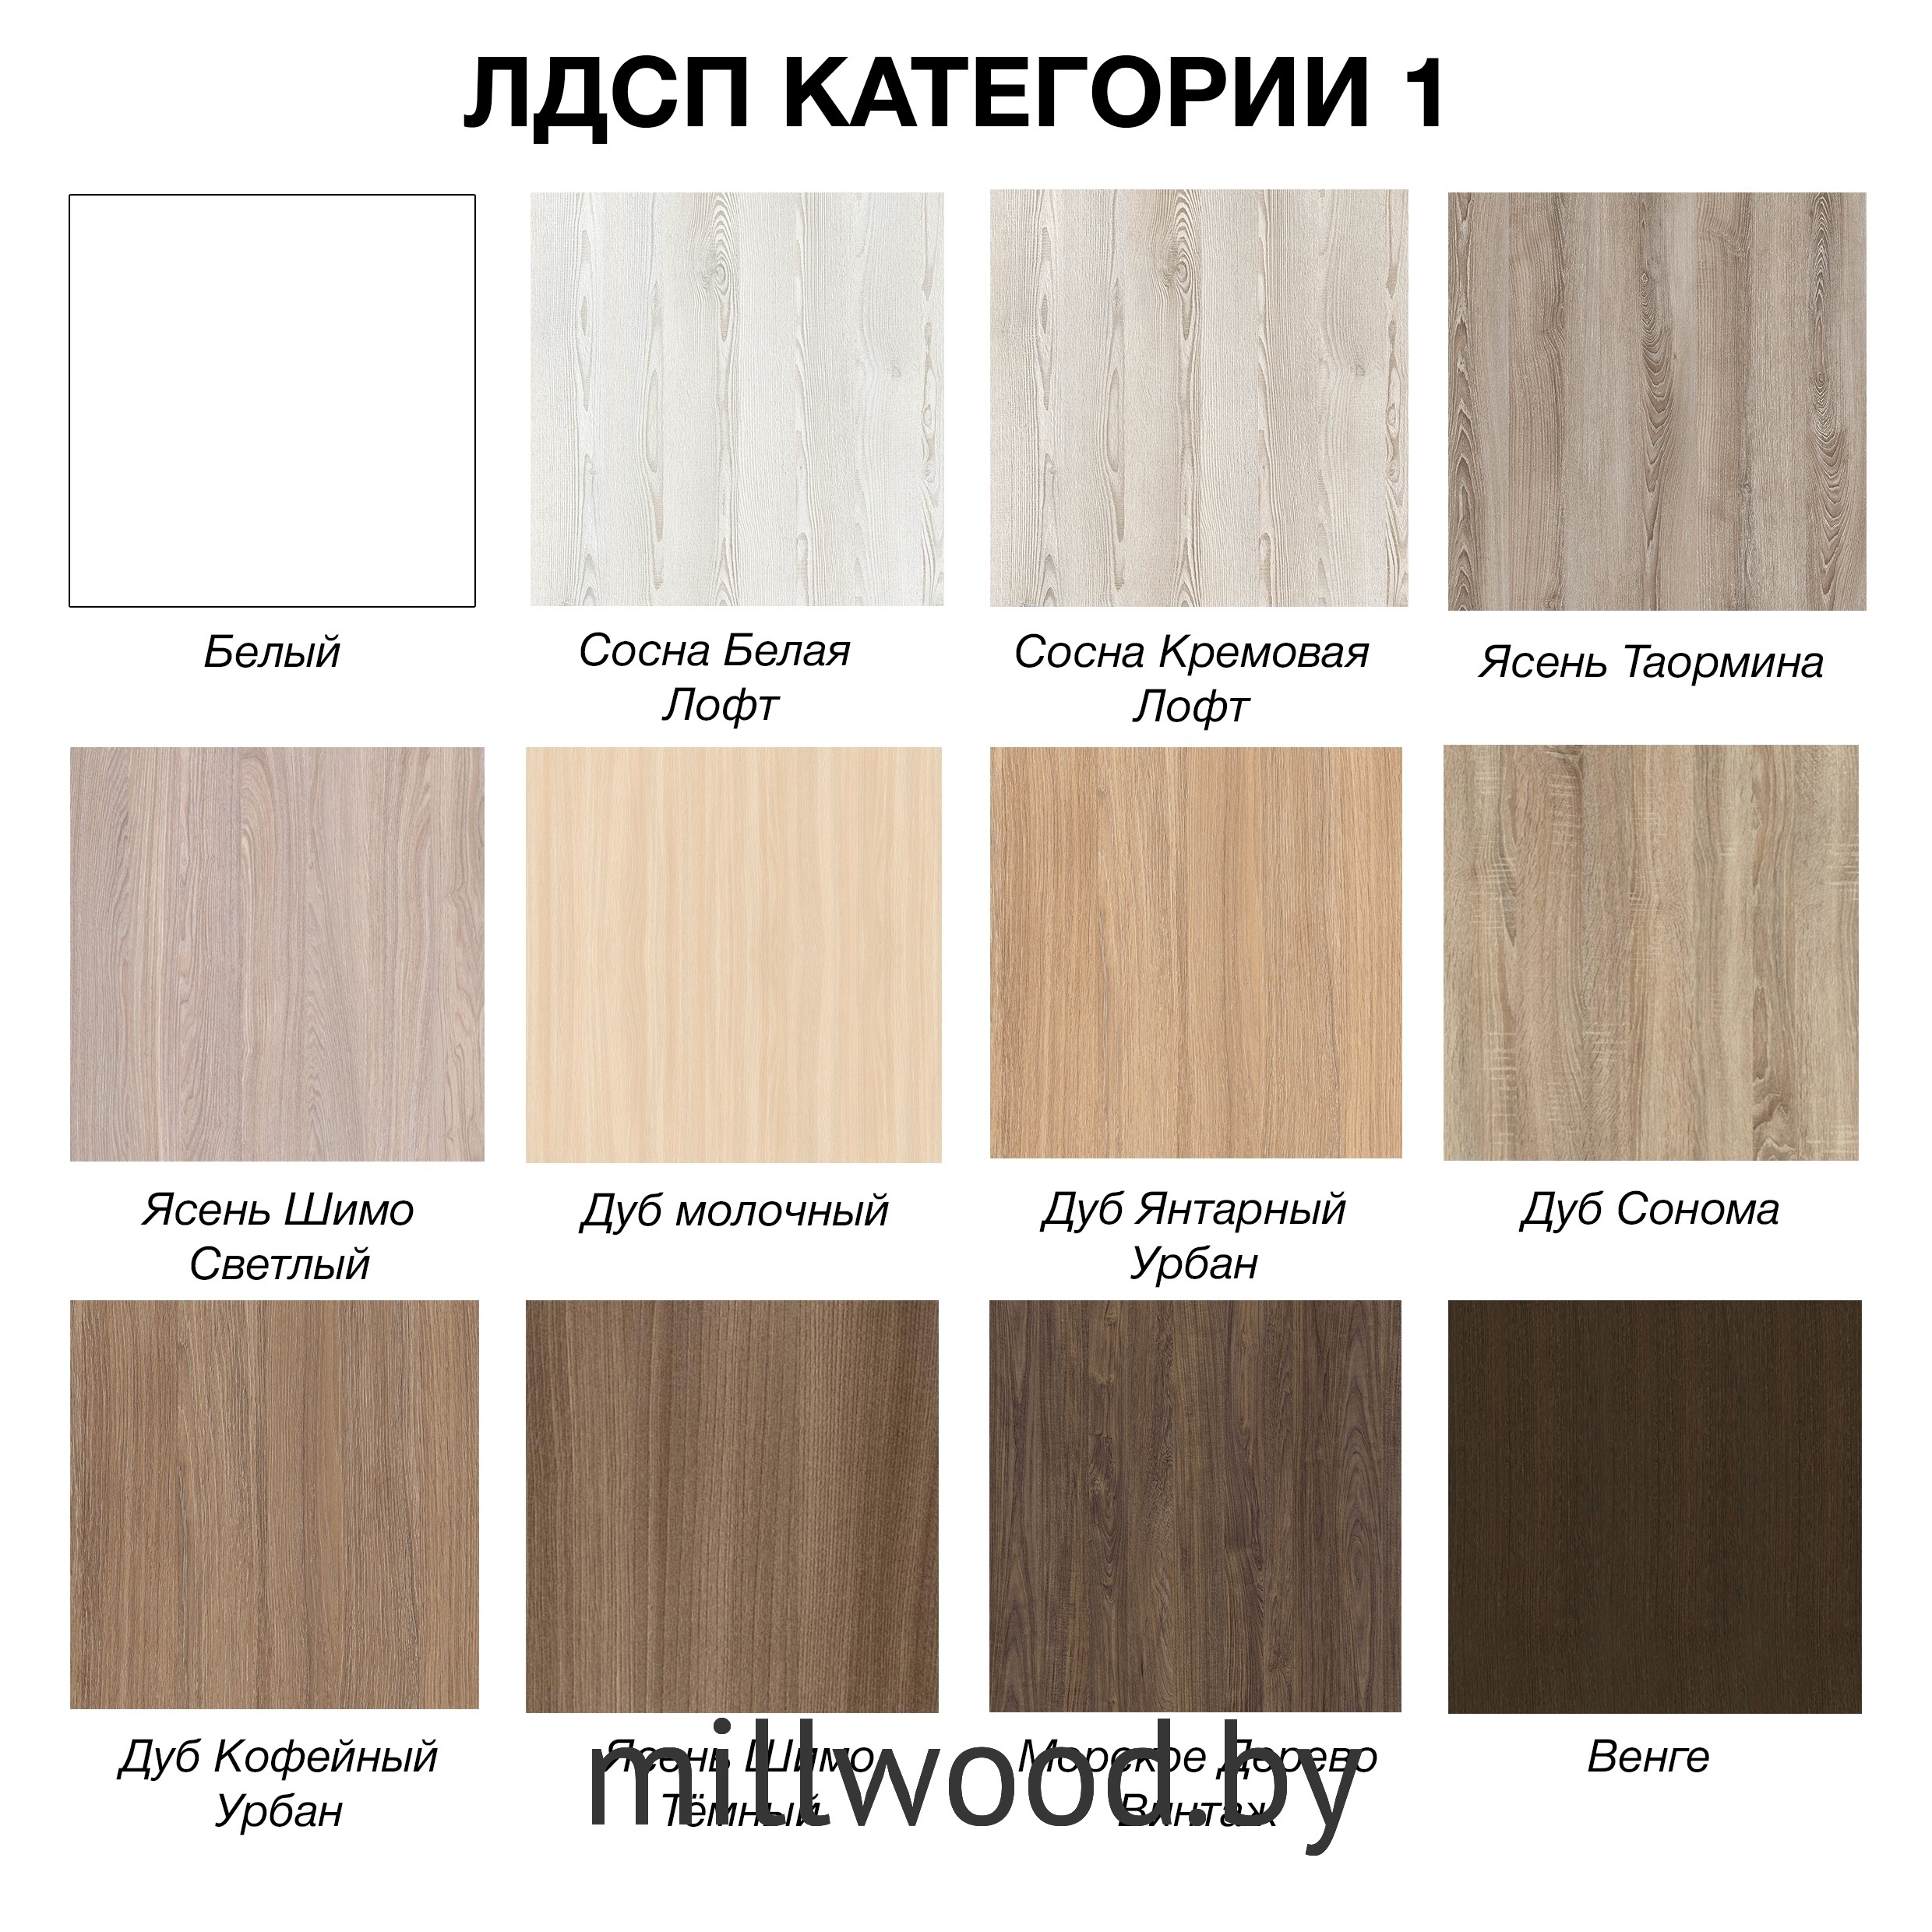 ЛДСП КАТЕГОРИИ 1
Белый
Сосна Белая
Лофт
Сосна Кремовая
Лофт
Ясень Таормина
Ясень Шимо
Светлый
Дуб молочный
Дуб Янтарный
Урбан
Дуб Сонома
Дуб Кофейный
Урбан
Ясень Шимо
Тёмный
Морское Дерево
Винтаж
Венге
millwood.by